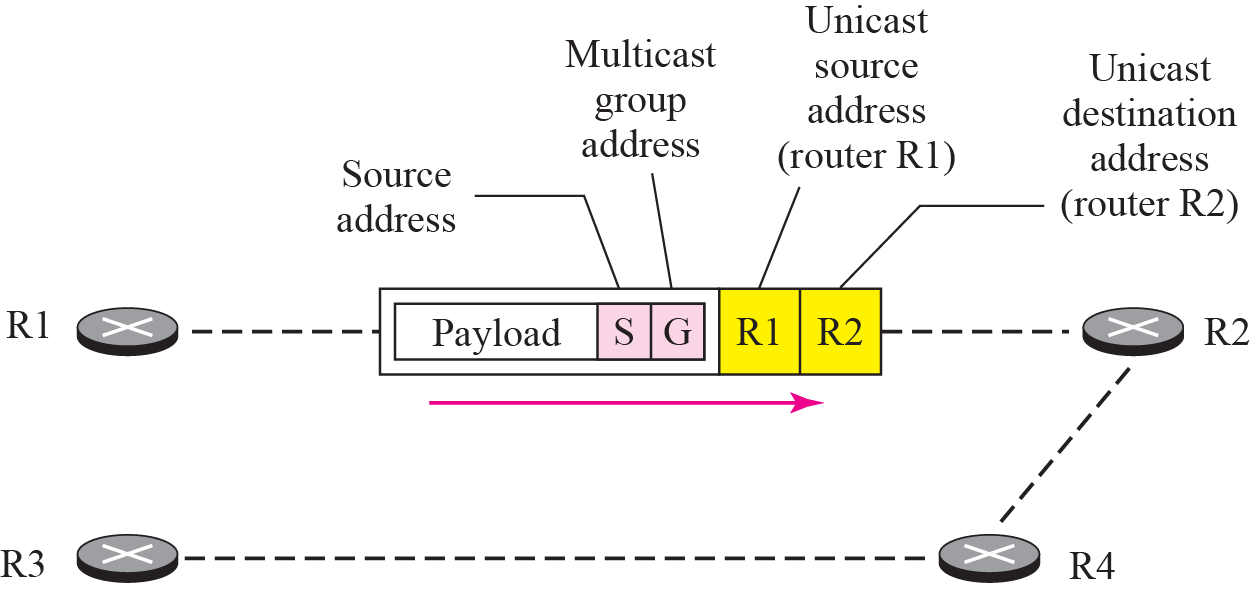 Unicast
source
address
(router R1)
Multicast
group
address
Unicast
destination
address
(router R2)
Source
address
R1
Payload
S
G
R1
R2
R2
R3
R4